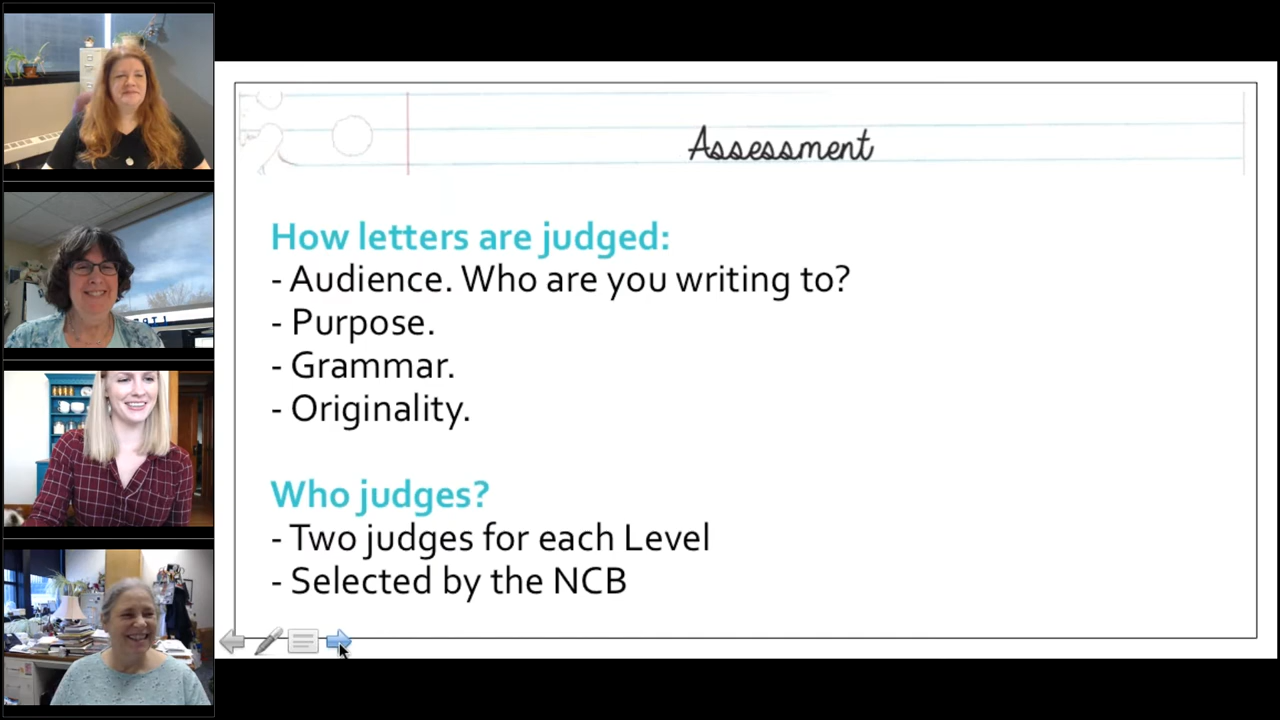 Assessment
How letters are judged:
- Audience. Who are you writing to?
- Purpose.
- Grammar.
- Originality.
Who judges?
- Two judges for each Level
- Selected by the NCB